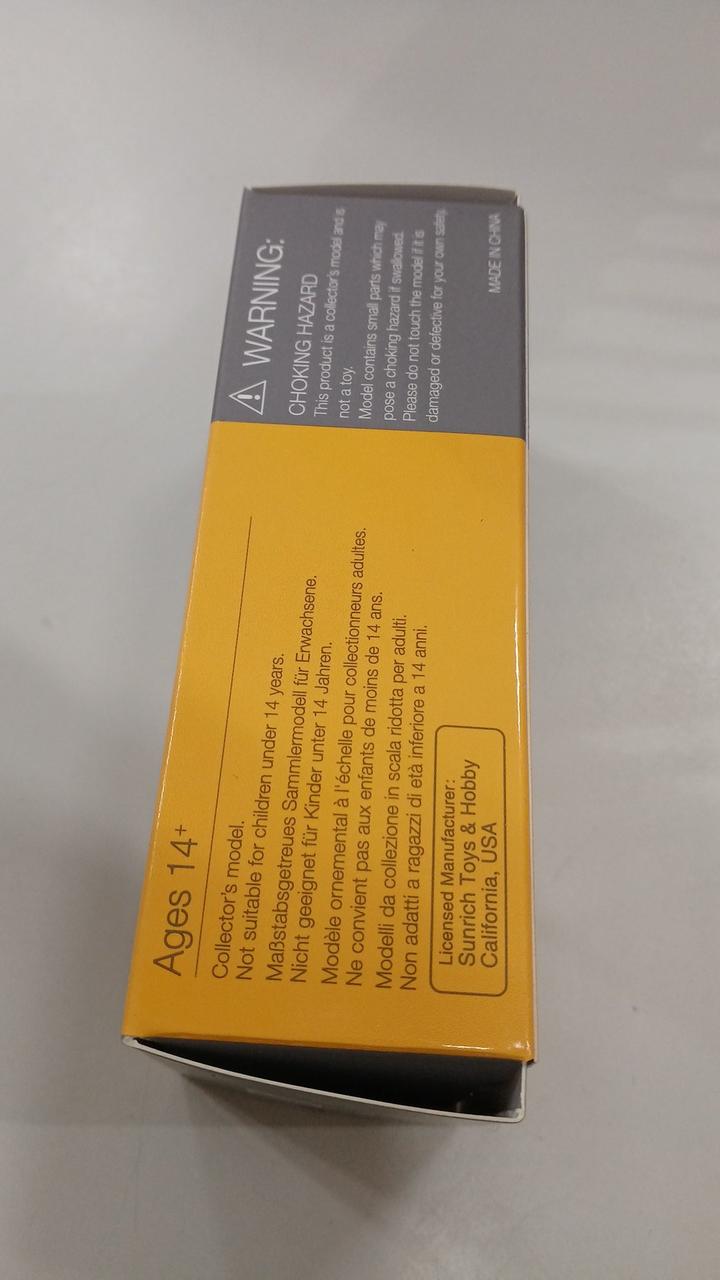 Ages 14+
Collector's model.
Not suitable for children under 14 years.
Maßstabsgetreues Sammlermodell für Erwachsene.
Nicht geeignet für Kinder unter 14 Jahren.
Modèle ornemental à l'échelle pour collectionneurs adultes.
Ne convient pas aux enfants de moins de 14 ans.
Modelli da collezione in scala ridotta per adulti.
Non adatti a ragazzi di età inferiore a 14 anni.
Licensed Manufacturer:
Sunrich Toys & Hobby
California, USA
WARNING:
CHOKING HAZARD
This product is a collector's model and is
not a toy.
Model contains small parts which may
pose a choking hazard if swallowed.
Please do not touch the model if it is
damaged or defective for your own safety.
MADE IN CHINA